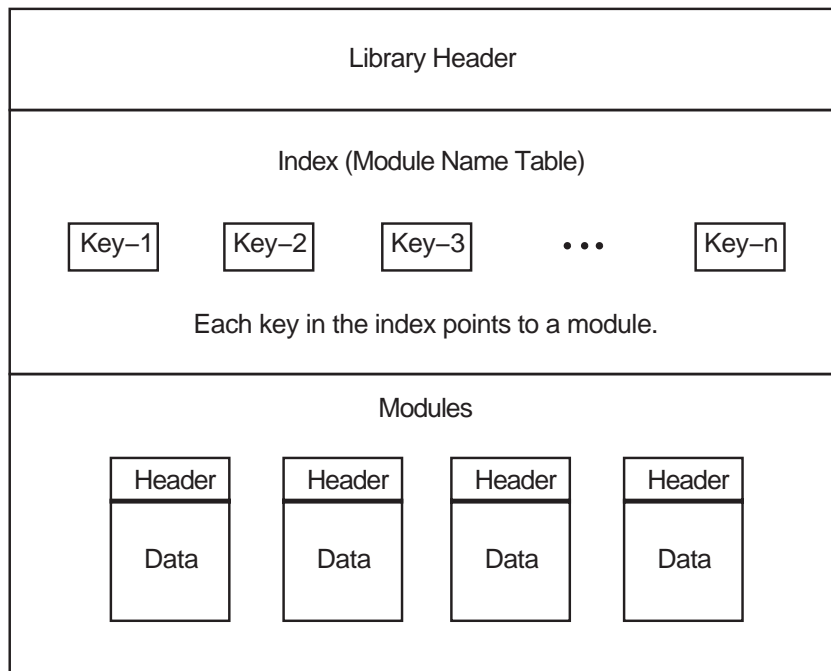 Library Header
Index (Module Name Table)
Key–1 Key–2 Key–3 ••• Key–n
Each key in the index points to a module.
Modules
Header Header Header Header
Data Data Data Data